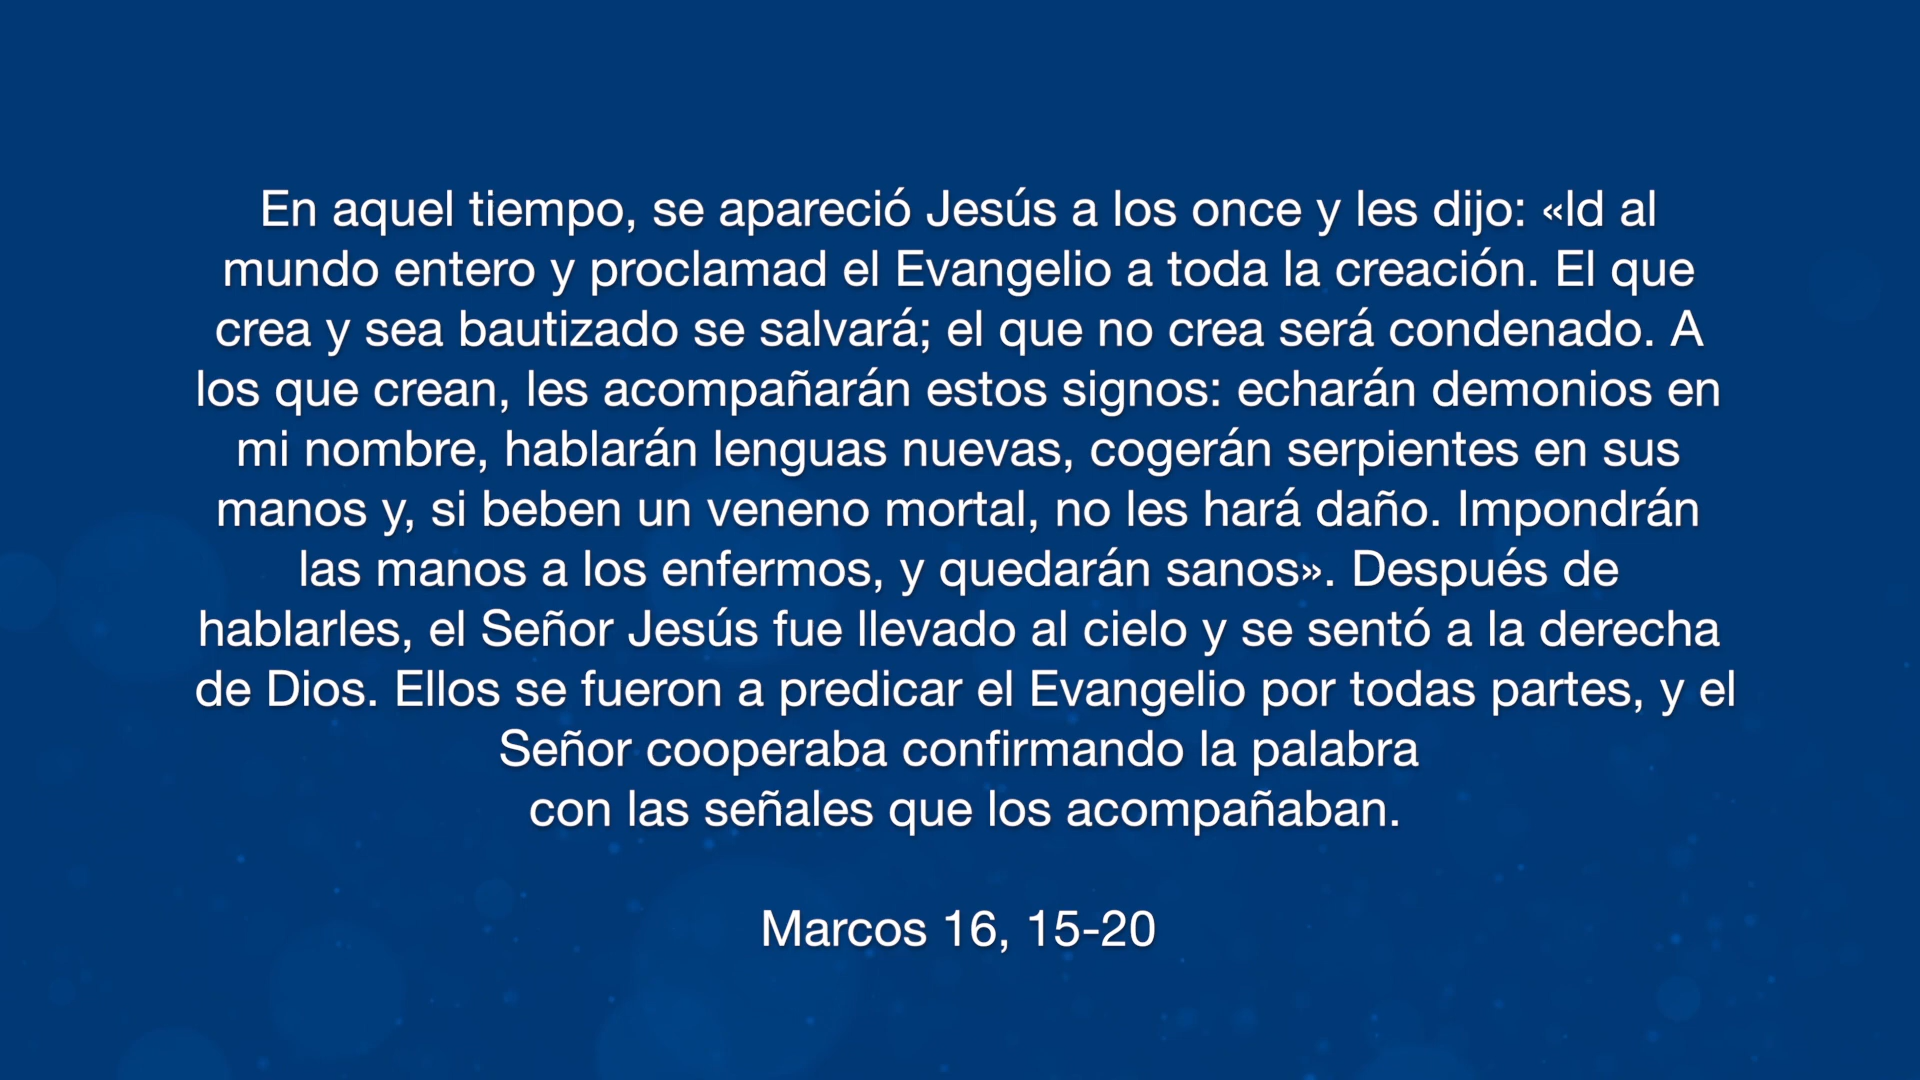 En aquel tiempo, se apareció Jesús a los once y les dijo: «Id al
mundo entero y proclamad el Evangelio a toda la creación. El que
crea y sea bautizado se salvará; el que no crea será condenado. A
los que crean, les acompañarán estos signos: echarán demonios en
mi nombre, hablarán lenguas nuevas, cogerán serpientes en sus
manos y, si beben un veneno mortal, no les hará daño. Impondrán
las manos a los enfermos, y quedarán sanos». Después de
hablarles, el Señor Jesús fue llevado al cielo y se sentó a la derecha
de Dios. Ellos se fueron a predicar el Evangelio por todas partes, y el
Señor cooperaba confirmando la palabra
con las señales que los acompañaban.
Marcos 16, 15-20